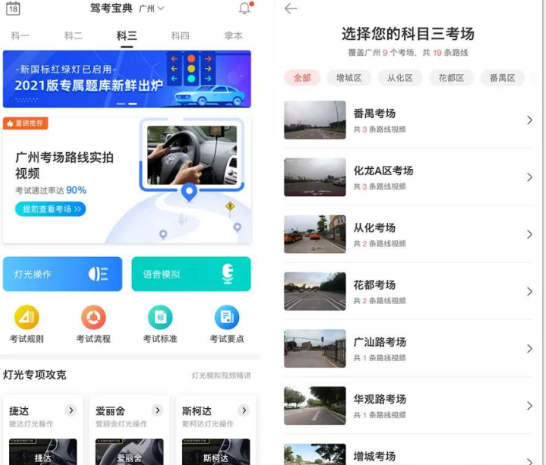 18
驾考宝典 广州
科一
科二
科三
科四
拿本
新国标红绿灯已启用
2021版专属题库新鲜出炉
重磅推荐
广州考场路线实拍
视频
考试通过率达 90%
提前查看考场 >>
灯光操作
语音模拟
考试规则
考试流程
考试标准
考试要点
灯光专项攻克
灯光模拟视频精讲
捷达
捷达灯光操作
捷达
爱丽舍
爱丽舍灯光操作
爱丽舍
斯柯达
斯柯达灯光操作
斯柯达
选择您的科目三考场
覆盖广州 9 个考场，共 19 条路线
全部
增城区
从化区
花都区
番禺区
番禺考场
共 3 条路线视频
化龙A区考场
共 3 条路线视频
从化考场
共 2 条路线视频
花都考场
共 2 条路线视频
广汕路考场
共 1 条路线视频
华观路考场
共 1 条路线视频
增城考场